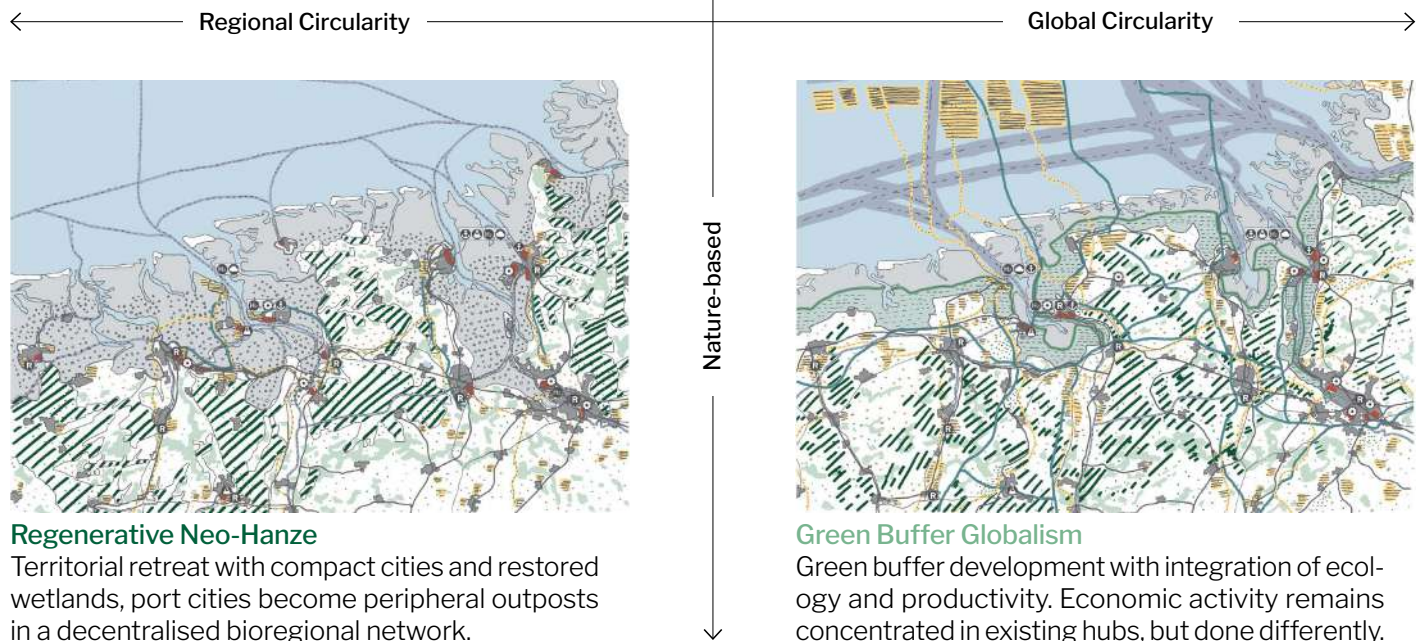 Regional Circularity
Global Circularity
Nature-based
Regenerative Neo-Hanze
Territorial retreat with compact cities and restored
wetlands, port cities become peripheral outposts
in a decentralised bioregional network.
Green Buffer Globalism
Green buffer development with integration of ecol-
ogy and productivity. Economic activity remains
concentrated in existing hubs, but done differently.